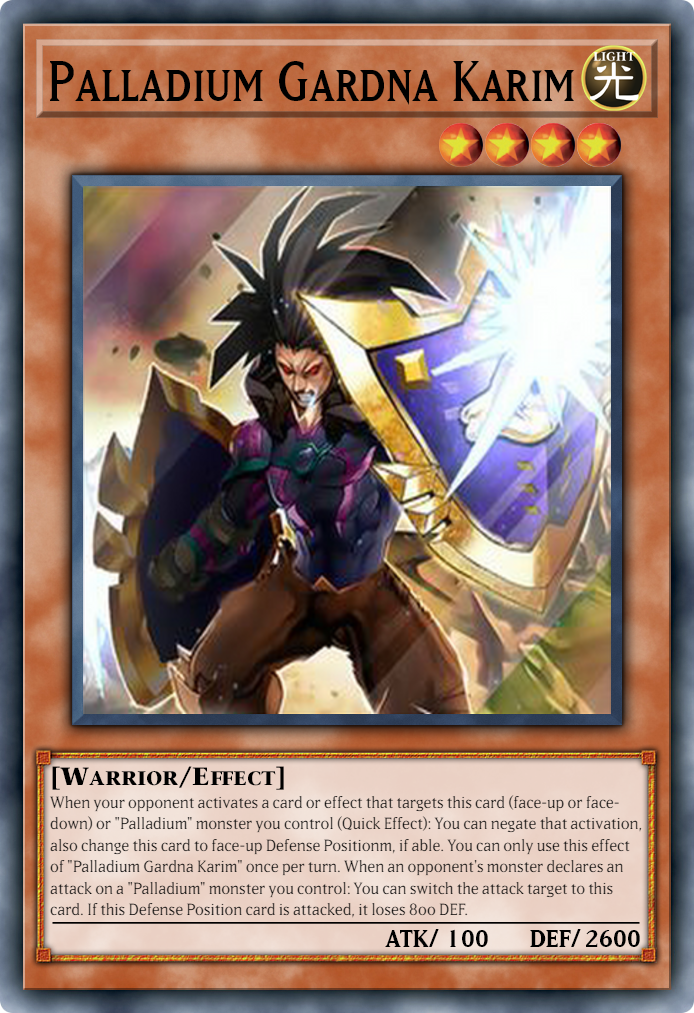 Palladium Gardna Karim
LIGHT
光
[Warrior/Effect]
When your opponent activates a card or effect that targets this card (face-up or face-
down) or "Palladium" monster you control (Quick Effect): You can negate that activation,
also change this card to face-up Defense Positionm, if able. You can only use this effect
of "Palladium Gardna Karim" once per turn. When an opponent's monster declares an
attack on a "Palladium" monster you control: You can switch the attack target to this
card. If this Defense Position card is attacked, it loses 800 DEF.
ATK/ 100 DEF/ 2600